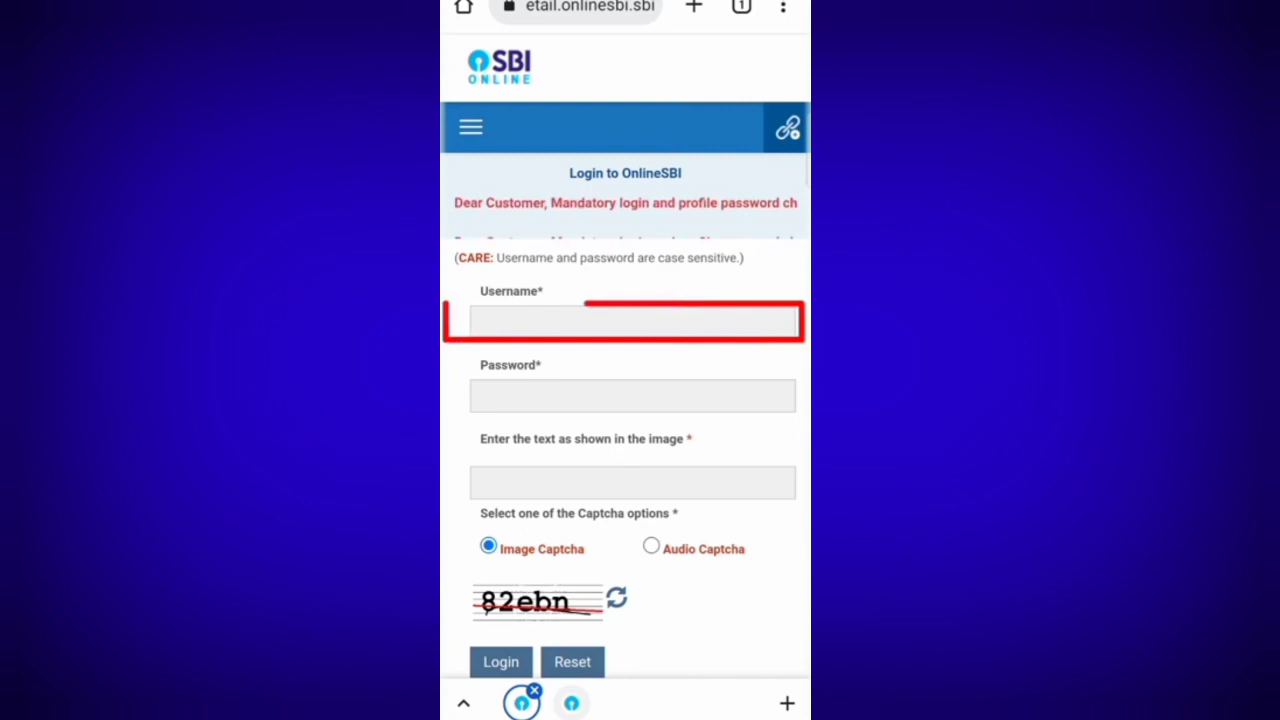 etail.onlinesbi.sbi
1
SBI
ONLINE
Login to OnlineSBI
Dear Customer, Mandatory login and profile password ch
(CARE: Username and password are case sensitive.)
Username*
Password*
Enter the text as shown in the image *
Select one of the Captcha options *
Image Captcha Audio Captcha
82ebn
Login Reset